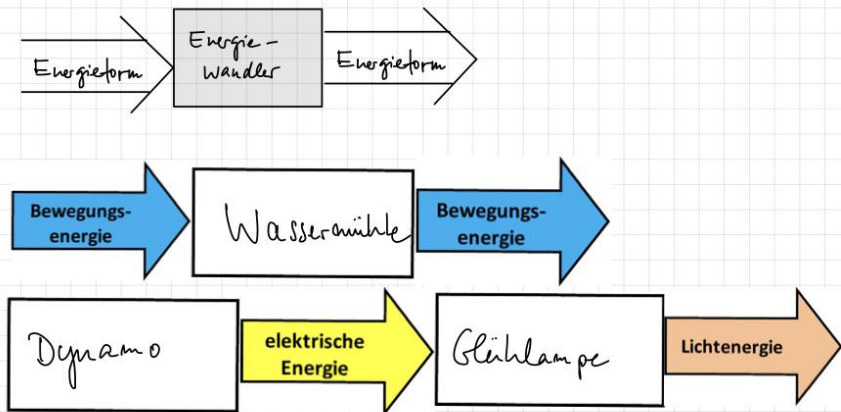 Energieform
Energie-
wandler
Energieform
Bewegungs-
energie
Wassermühle
Bewegungs-
energie
Dynamo
elektrische
Energie
Glühlampe
Lichtenergie